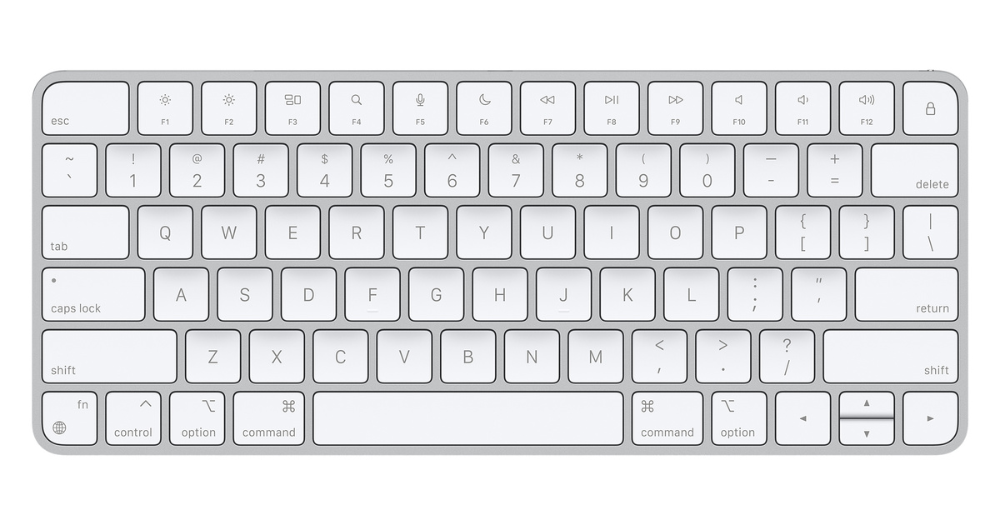 esc F1 F2 F3 F4 F5 F6 F7 F8 F9 F10 F11 F12
~ ! @ # $ % ^ & * ( ) — +
` 1 2 3 4 5 6 7 8 9 0 - = delete
tab Q W E R T Y U I O P { } |
[ ] \
caps lock A S D F G H J K L : "
; ' return
shift Z X C V B N M < > ?
, . / shift
fn ^ ⌥ ⌘ ⌘ ⌥ ◀ ▲ ▶
control option command command option ▼